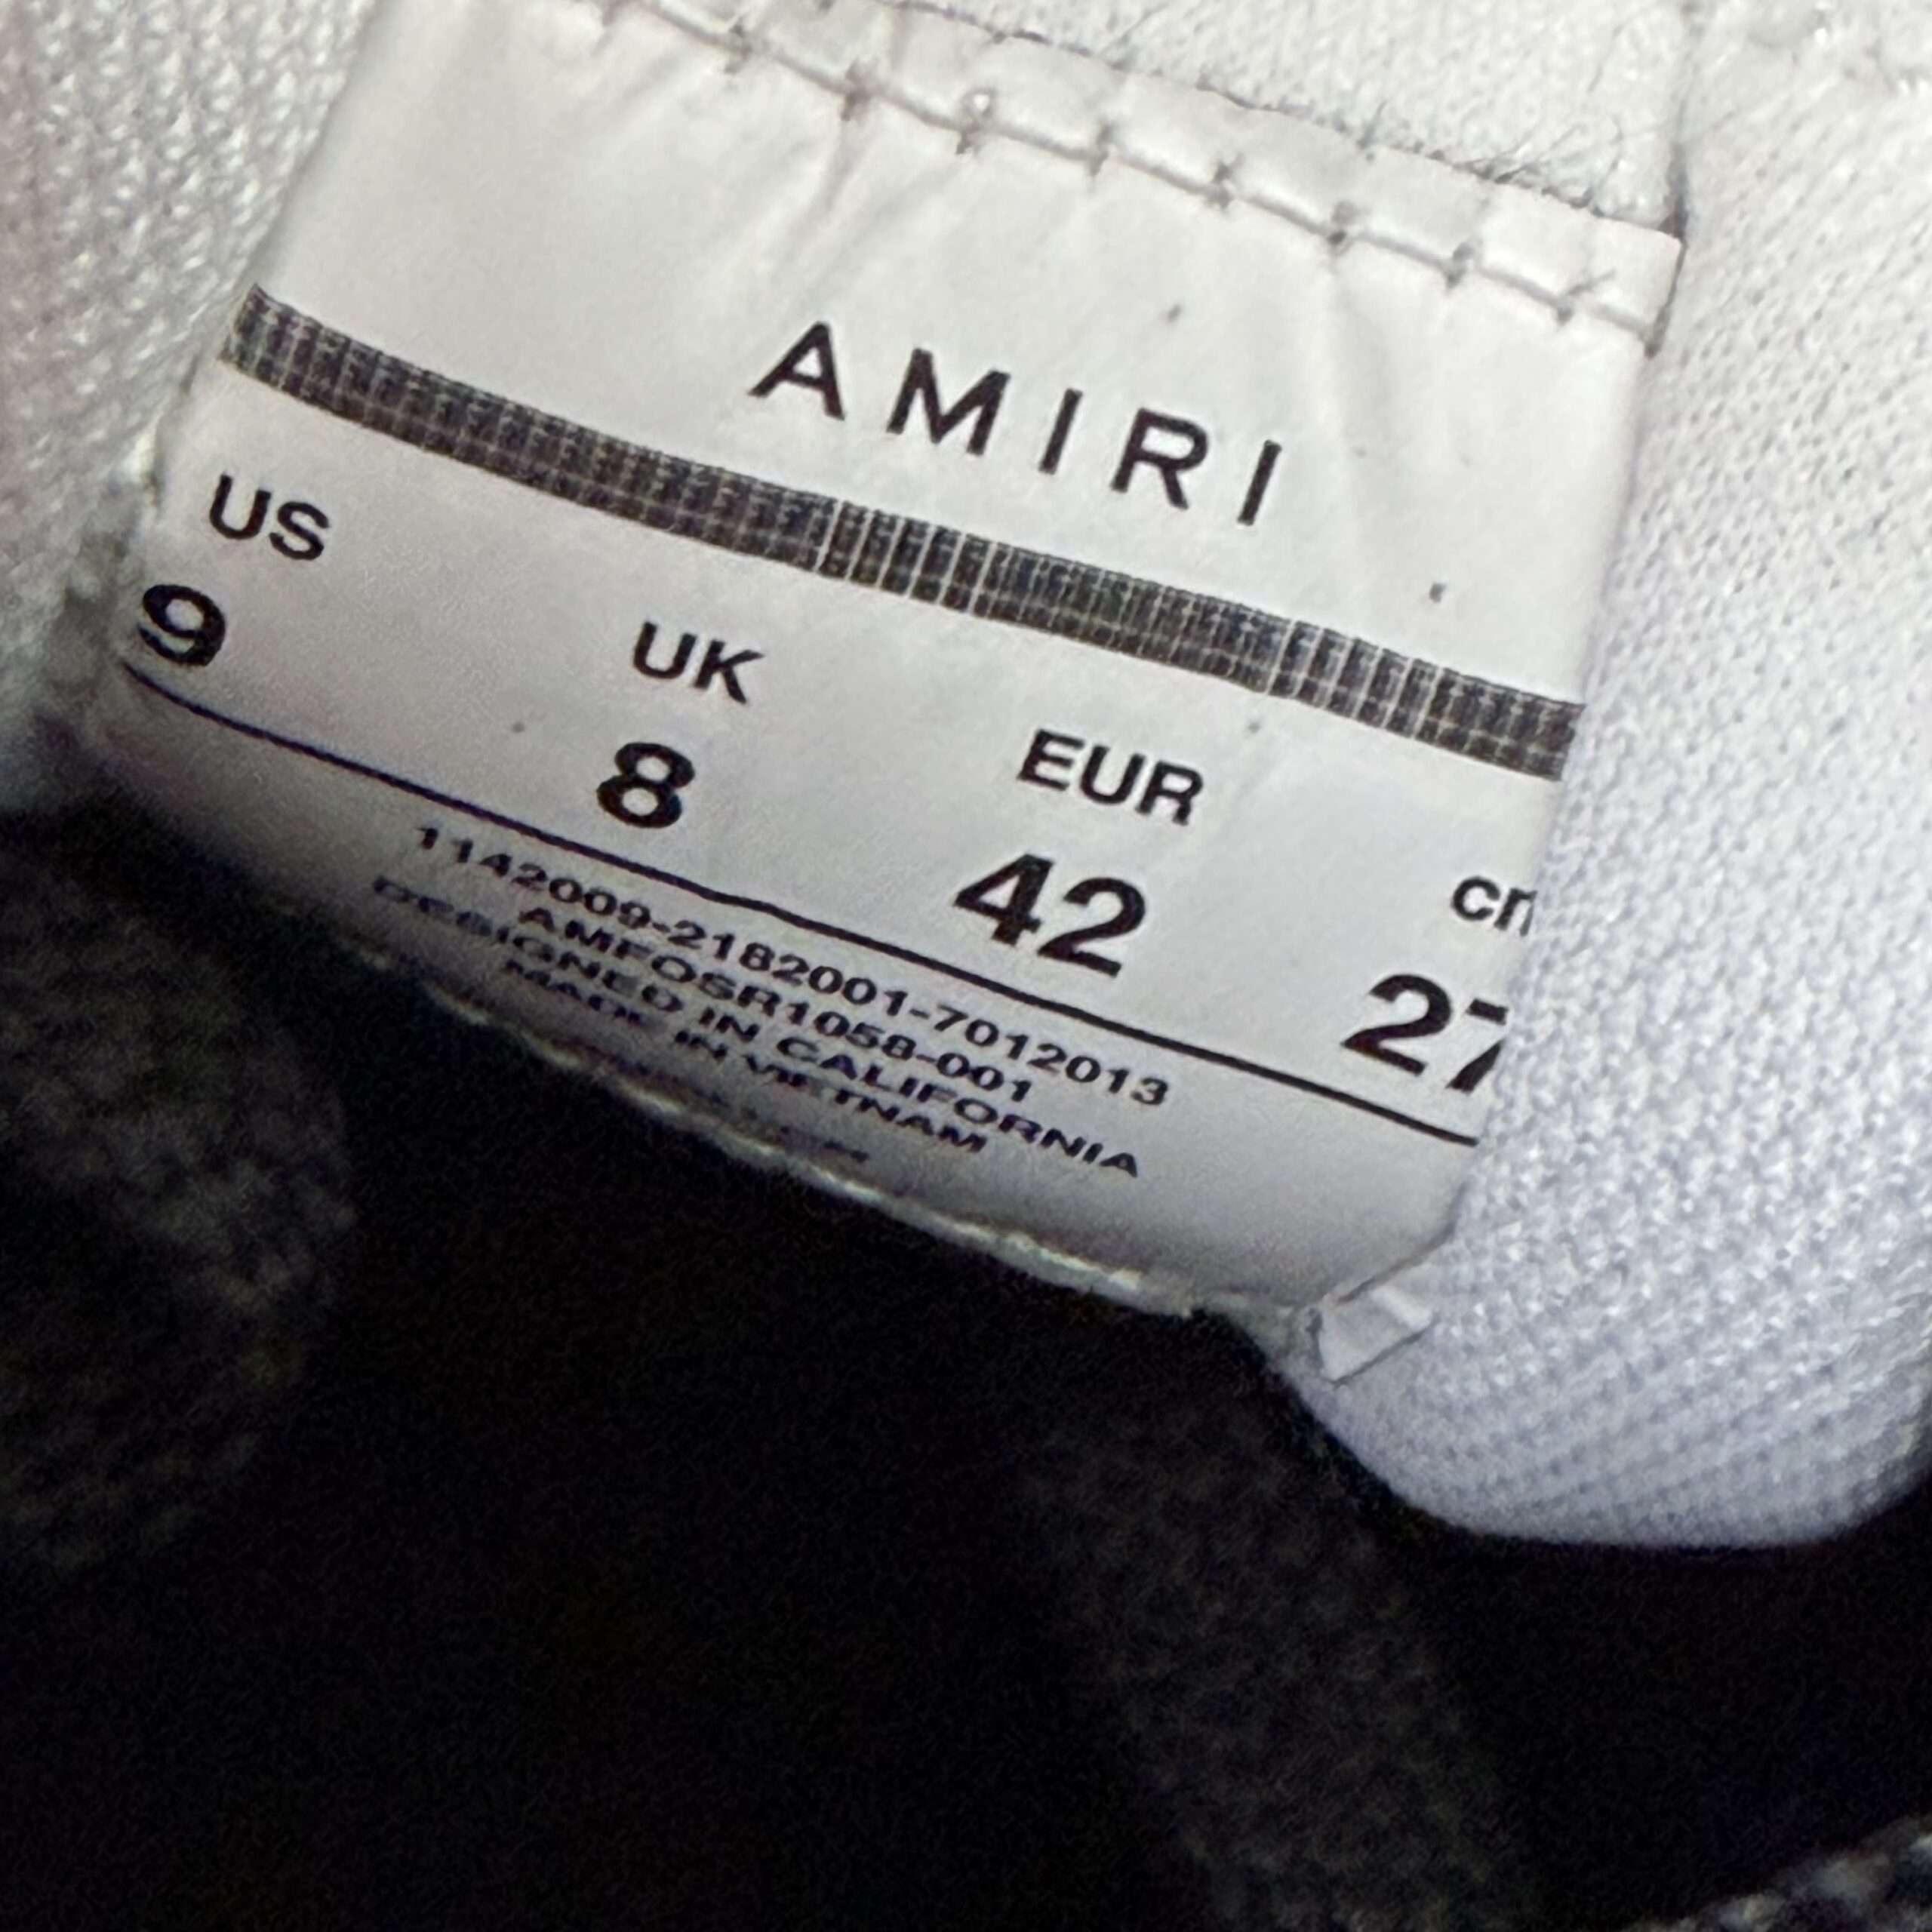 AMIRI
US UK EUR cm
9 8 42 27
1142009-2182001-7012013
AMFOSR1058-001
DESIGNED IN CALIFORNIA
MADE IN VIETNAM